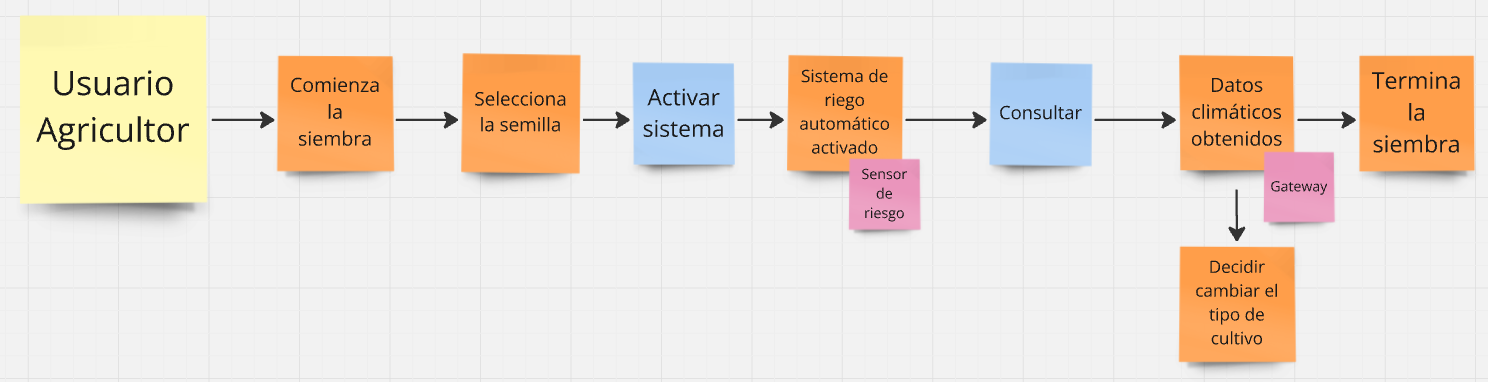 Usuario
Agricultor
Comienza
la
siembra
Selecciona
la semilla
Activar
sistema
Sistema de
riego
automático
activado
Sensor
de
riesgo
Consultar
Datos
climáticos
obtenidos
Gateway
Termina
la
siembra
Decidir
cambiar el
tipo de
cultivo